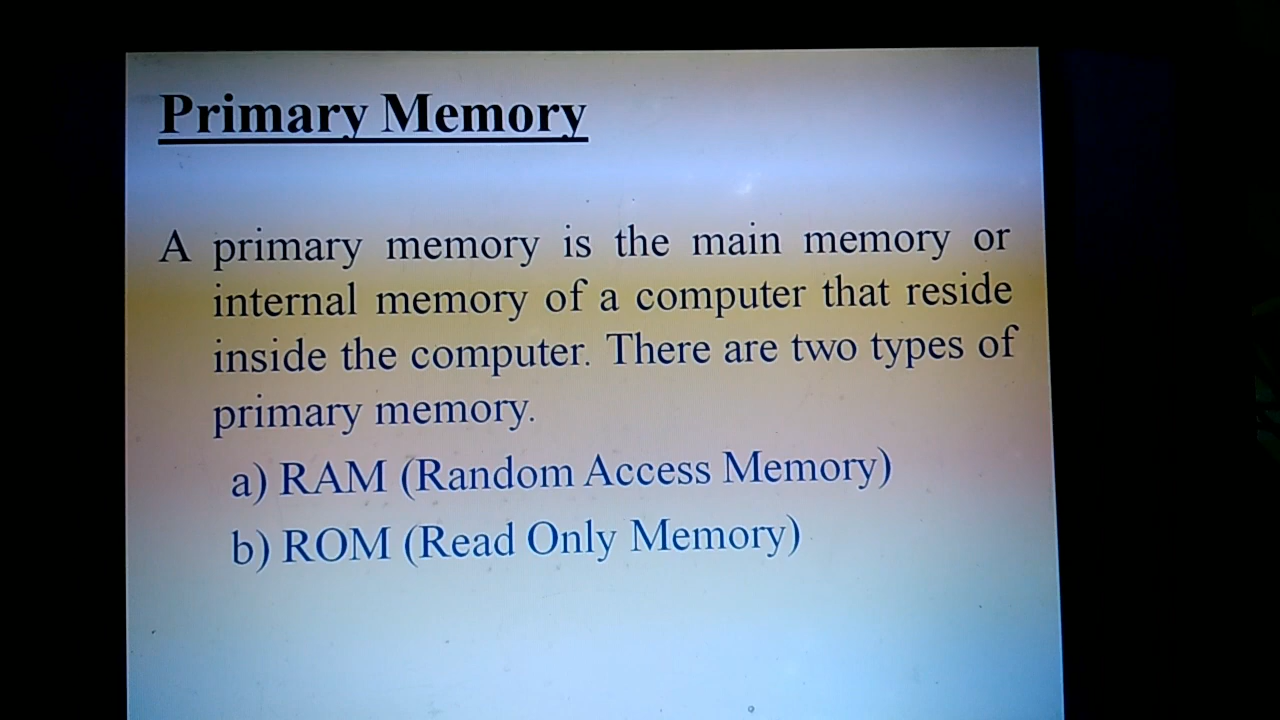 Primary Memory
A primary memory is the main memory or
internal memory of a computer that reside
inside the computer. There are two types of
primary memory.
a) RAM (Random Access Memory)
b) ROM (Read Only Memory)